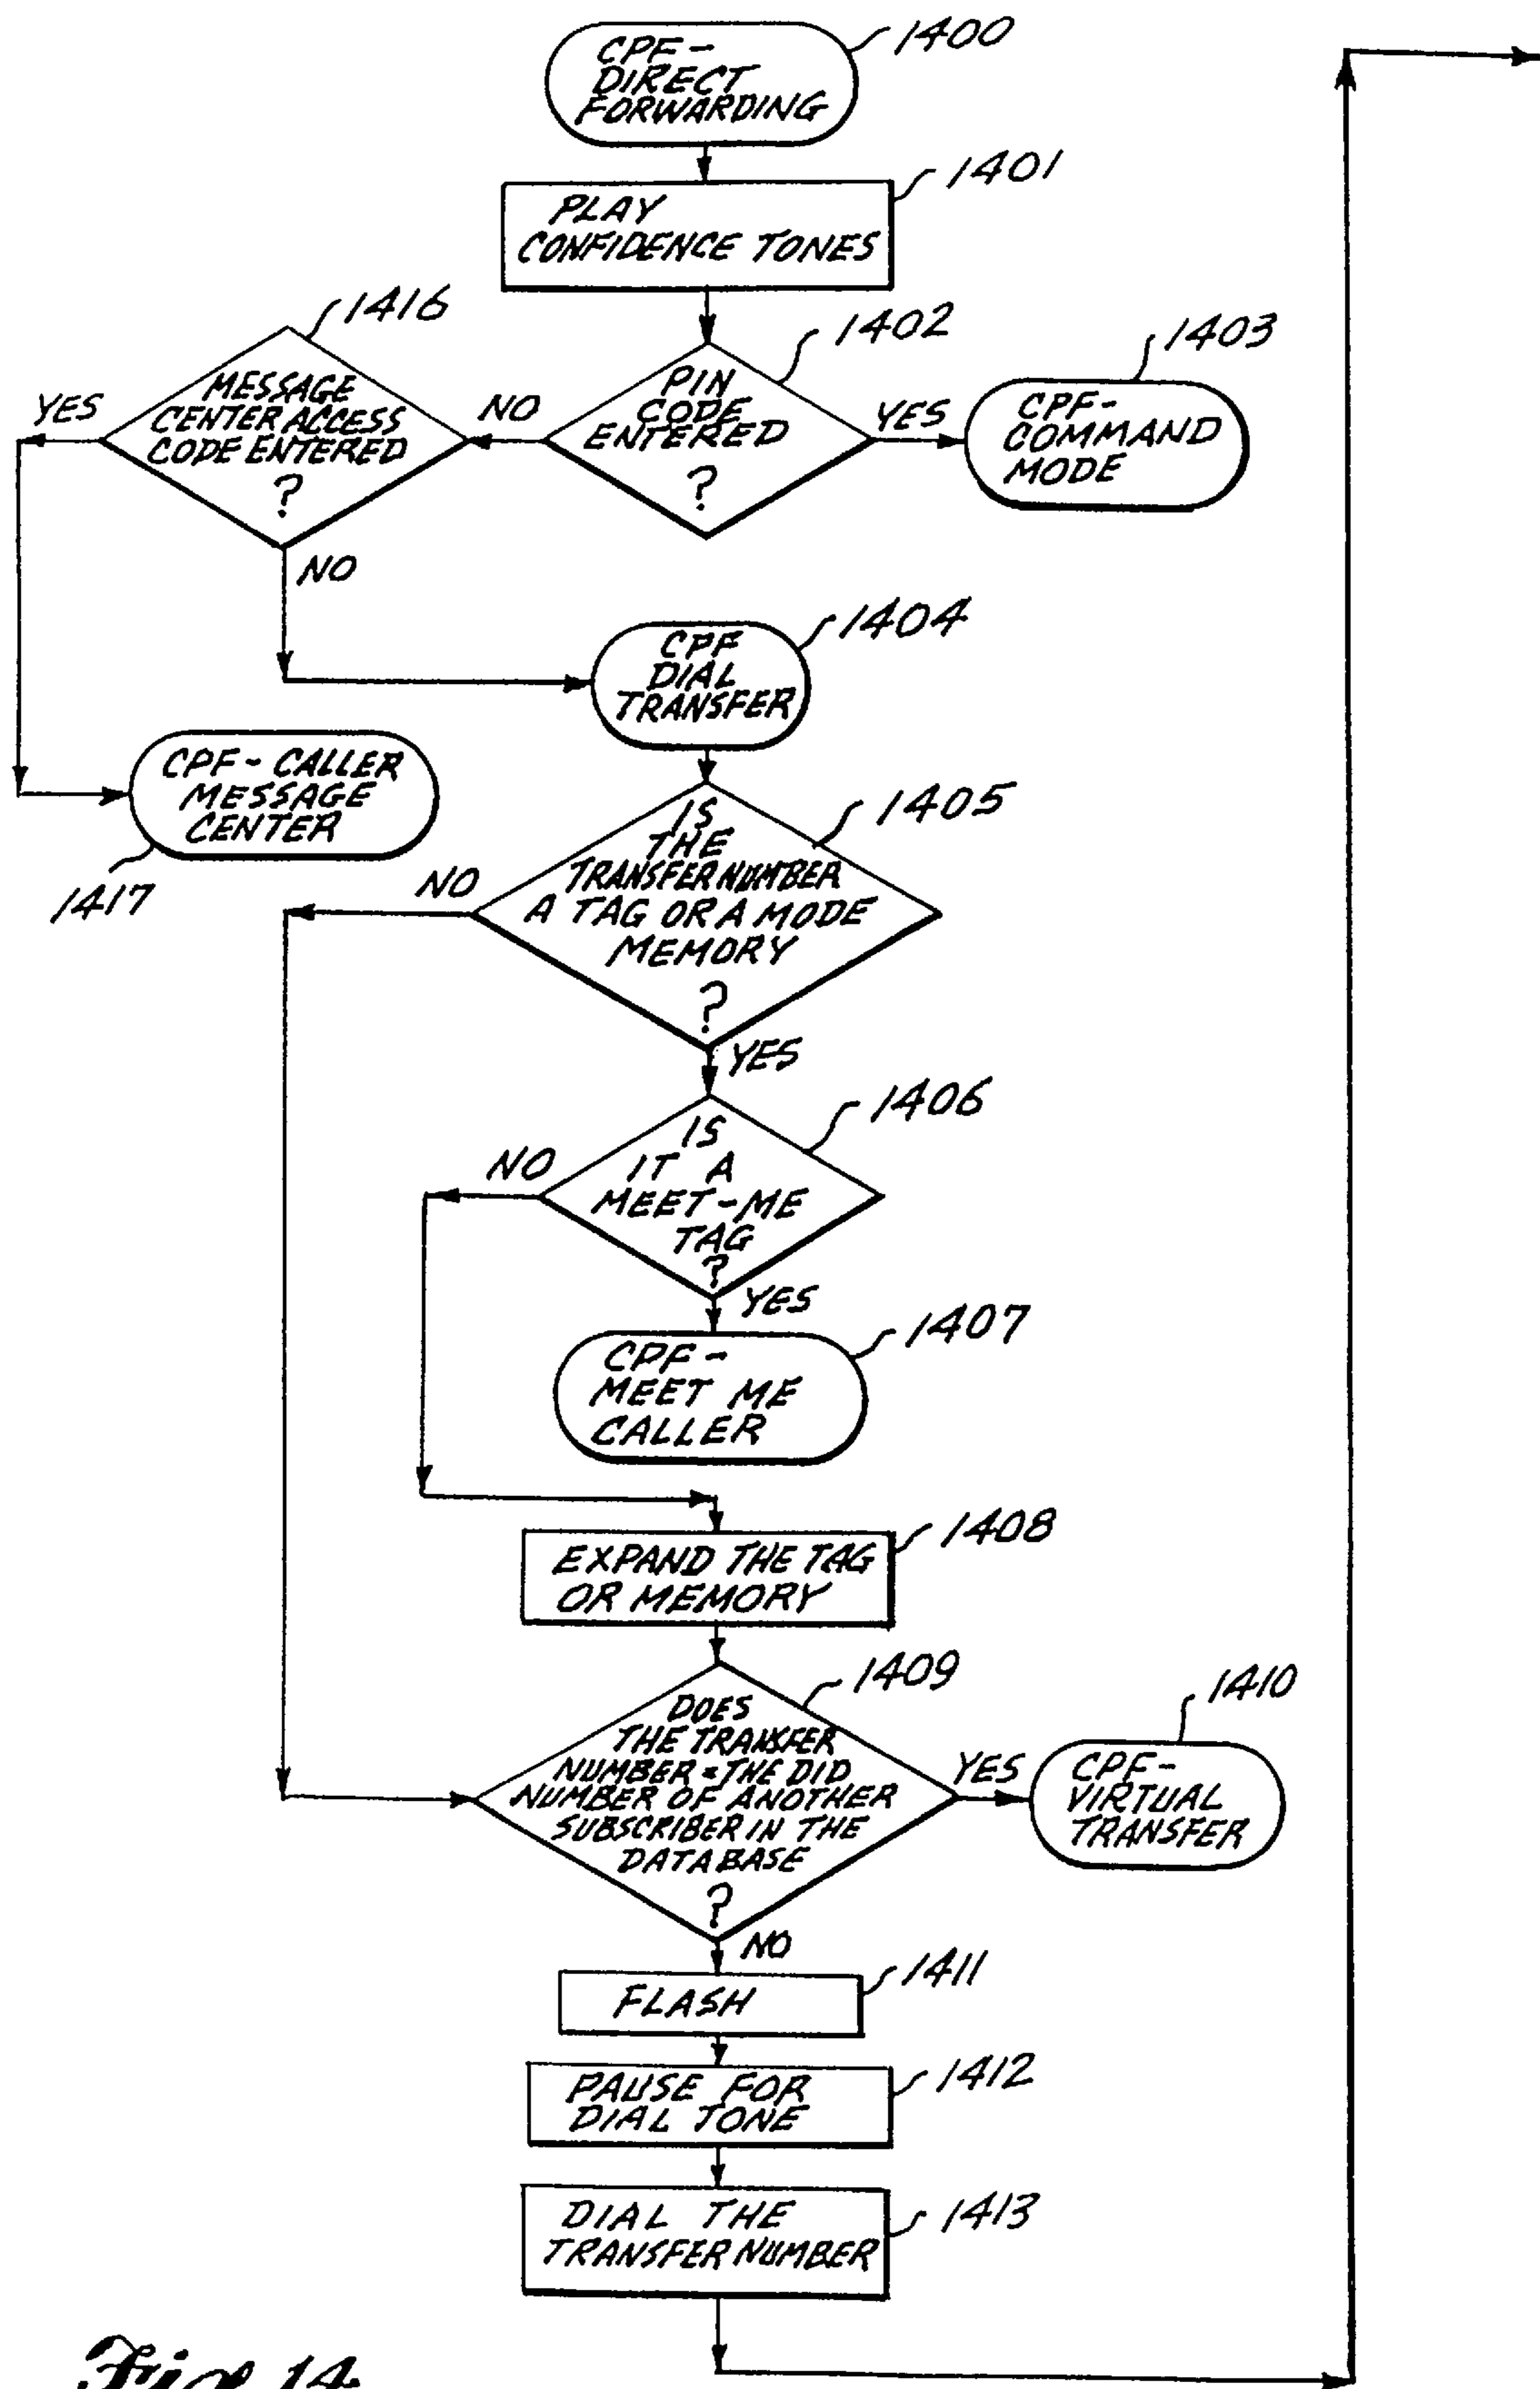 1400
CPF-
DIRECT
FORWARDING
1401
PLAY
CONFIDENCE TONES
1416
MESSAGE
CENTER ACCESS
CODE ENTERED
?
YES
NO
1402
PIN
CODE
ENTERED
?
NO
YES
1403
CPF-
COMMAND
MODE
1404
CPF
DIAL
TRANSFER
CPF-CALLER
MESSAGE
CENTER
1417
1405
IS
THE
TRANSFER NUMBER
A TAG OR A MODE
MEMORY
?
NO
YES
1406
IS
IT A
MEET-ME
TAG
?
NO
YES
1407
CPF-
MEET ME
CALLER
1408
EXPAND THE TAG
OR MEMORY
1409
DOES
THE TRANSFER
NUMBER = THE DID
NUMBER OF ANOTHER
SUBSCRIBER IN THE
DATABASE
?
YES
NO
1410
CPF-
VIRTUAL
TRANSFER
1411
FLASH
1412
PAUSE FOR
DIAL TONE
1413
DIAL THE
TRANSFER NUMBER
Fig. 14